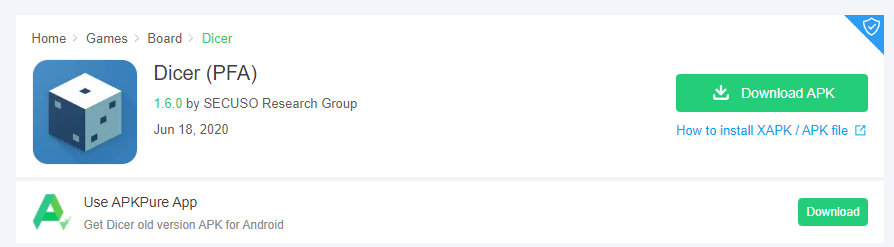 Home > Games > Board > Dicer
Dicer (PFA)
1.6.0 by SECUSO Research Group
Jun 18, 2020
Download APK
How to install XAPK / APK file
Use APKPure App
Get Dicer old version APK for Android
Download